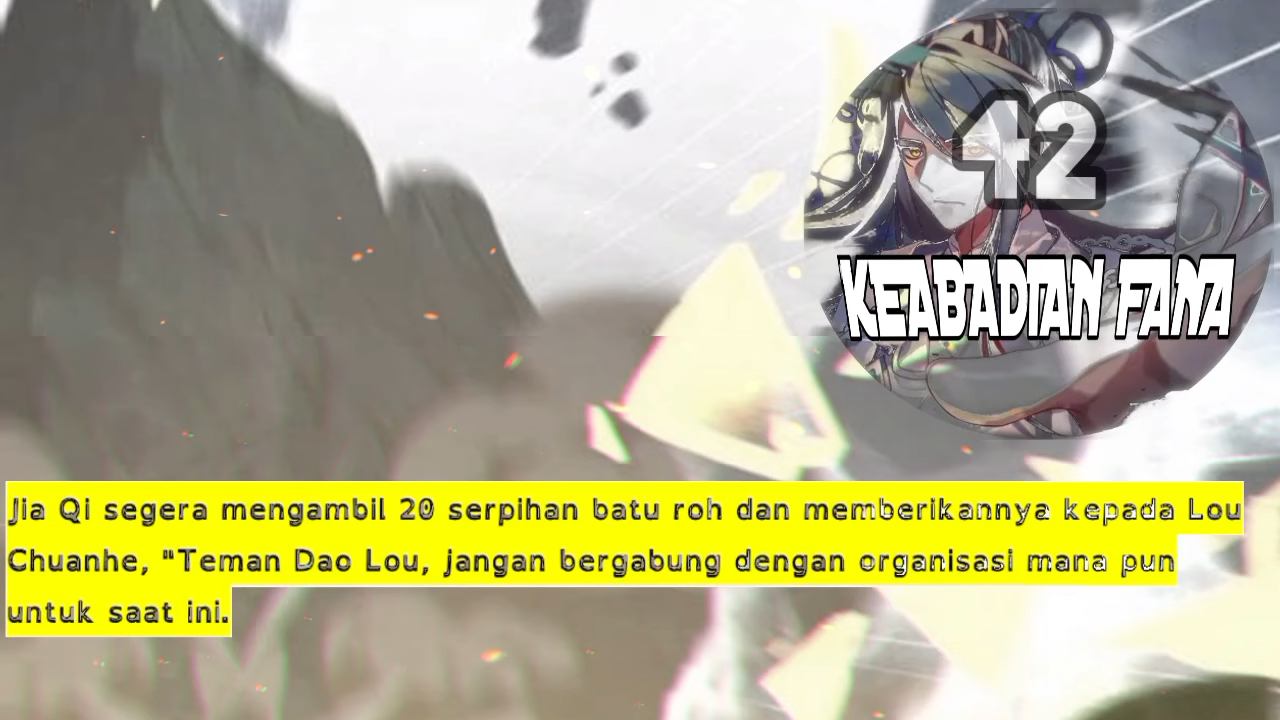 42
KEABADIAN FANA
Jia Qi segera mengambil 20 serpihan batu roh dan memberikannya kepada Lou
Chuanhe, "Teman Dao Lou, jangan bergabung dengan organisasi mana pun
untuk saat ini.